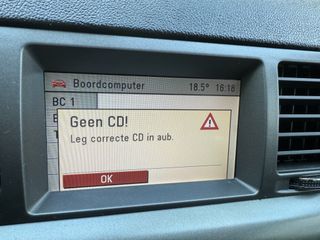 Boordcomputer 18.5° 16:16
BC 1
Geen CD!
Leg correcte CD in aub.
OK